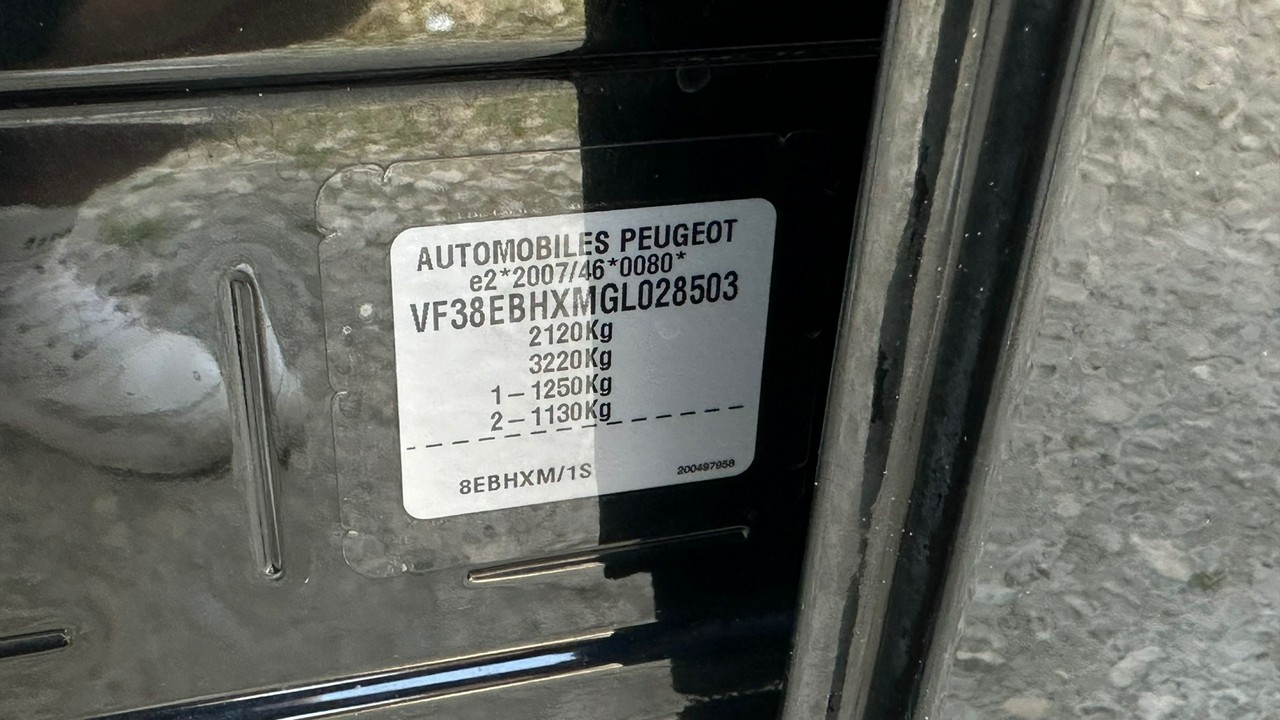 AUTOMOBILES PEUGEOT
e2*2007/46*0080*
VF38EBHXMGL028503
2120Kg
3220Kg
1-1250Kg
2-1130Kg
8EBHXM/1S
200497958